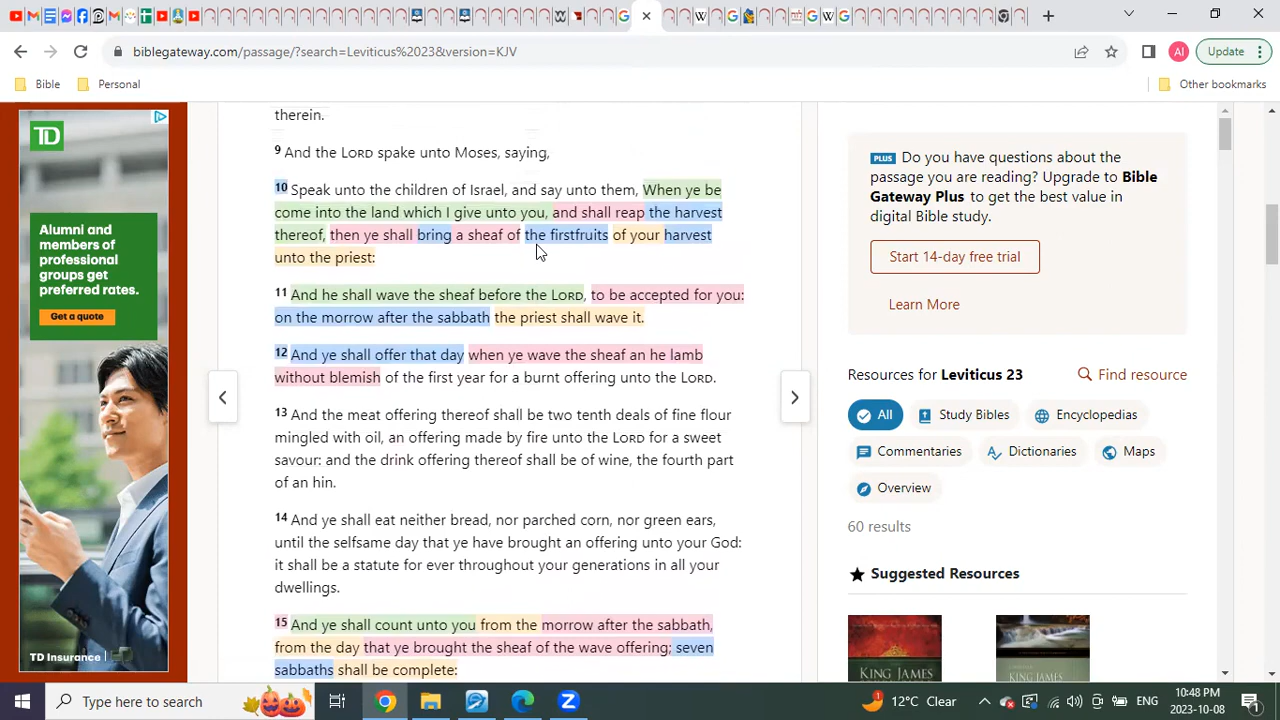 biblegateway.com/passage/?search=Leviticus%2023&version=KJV
AI
Update
Bible
Personal
Other bookmarks
TD
Alumni and
members of
professional
groups get
preferred rates.
Get a quote
TD Insurance
therein.
9 And the LORD spake unto Moses, saying,
10 Speak unto the children of Israel, and say unto them, When ye be
come into the land which I give unto you, and shall reap the harvest
thereof, then ye shall bring a sheaf of the firstfruits of your harvest
unto the priest:
11 And he shall wave the sheaf before the LORD, to be accepted for you:
on the morrow after the sabbath the priest shall wave it.
12 And ye shall offer that day when ye wave the sheaf an he lamb
without blemish of the first year for a burnt offering unto the LORD.
13 And the meat offering thereof shall be two tenth deals of fine flour
mingled with oil, an offering made by fire unto the LORD for a sweet
savour: and the drink offering thereof shall be of wine, the fourth part
of an hin.
14 And ye shall eat neither bread, nor parched corn, nor green ears,
until the selfsame day that ye have brought an offering unto your God:
it shall be a statute for ever throughout your generations in all your
dwellings.
15 And ye shall count unto you from the morrow after the sabbath,
from the day that ye brought the sheaf of the wave offering; seven
sabbaths shall be complete:
PLUS Do you have questions about the
passage you are reading? Upgrade to Bible
Gateway Plus to get the best value in
digital Bible study.
Start 14-day free trial
Learn More
Resources for Leviticus 23
Find resource
All
Study Bibles
Encyclopedias
Commentaries
Dictionaries
Maps
Overview
60 results
Suggested Resources
KING JAMES
Type here to search
1
12°C Clear
ENG
10:48 PM
2023-10-08
1